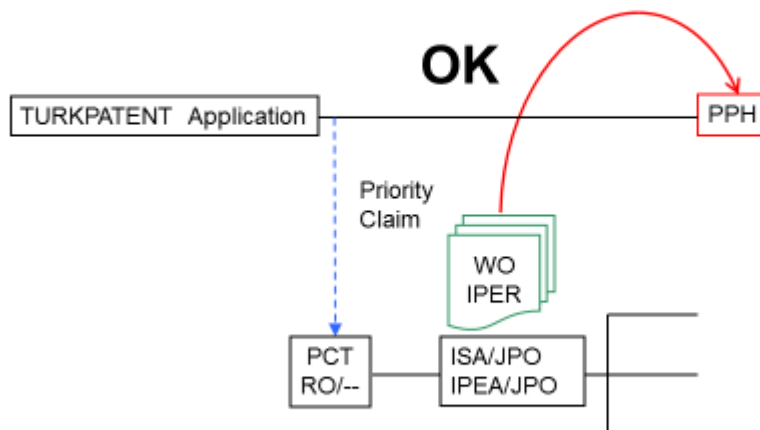 OK
TURKPATENT Application
PPH
Priority
Claim
WO
IPER
PCT
RO/--
ISA/JPO
IPEA/JPO